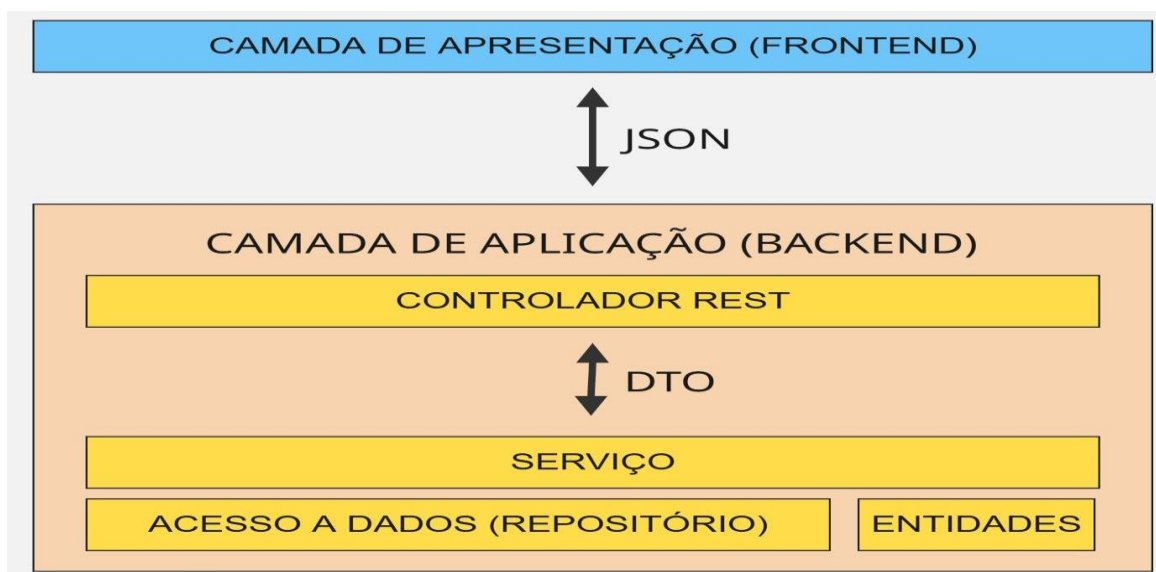 CAMADA DE APRESENTAÇÃO (FRONTEND)
JSON
CAMADA DE APLICAÇÃO (BACKEND)
CONTROLADOR REST
DTO
SERVIÇO
ACESSO A DADOS (REPOSITÓRIO)
ENTIDADES